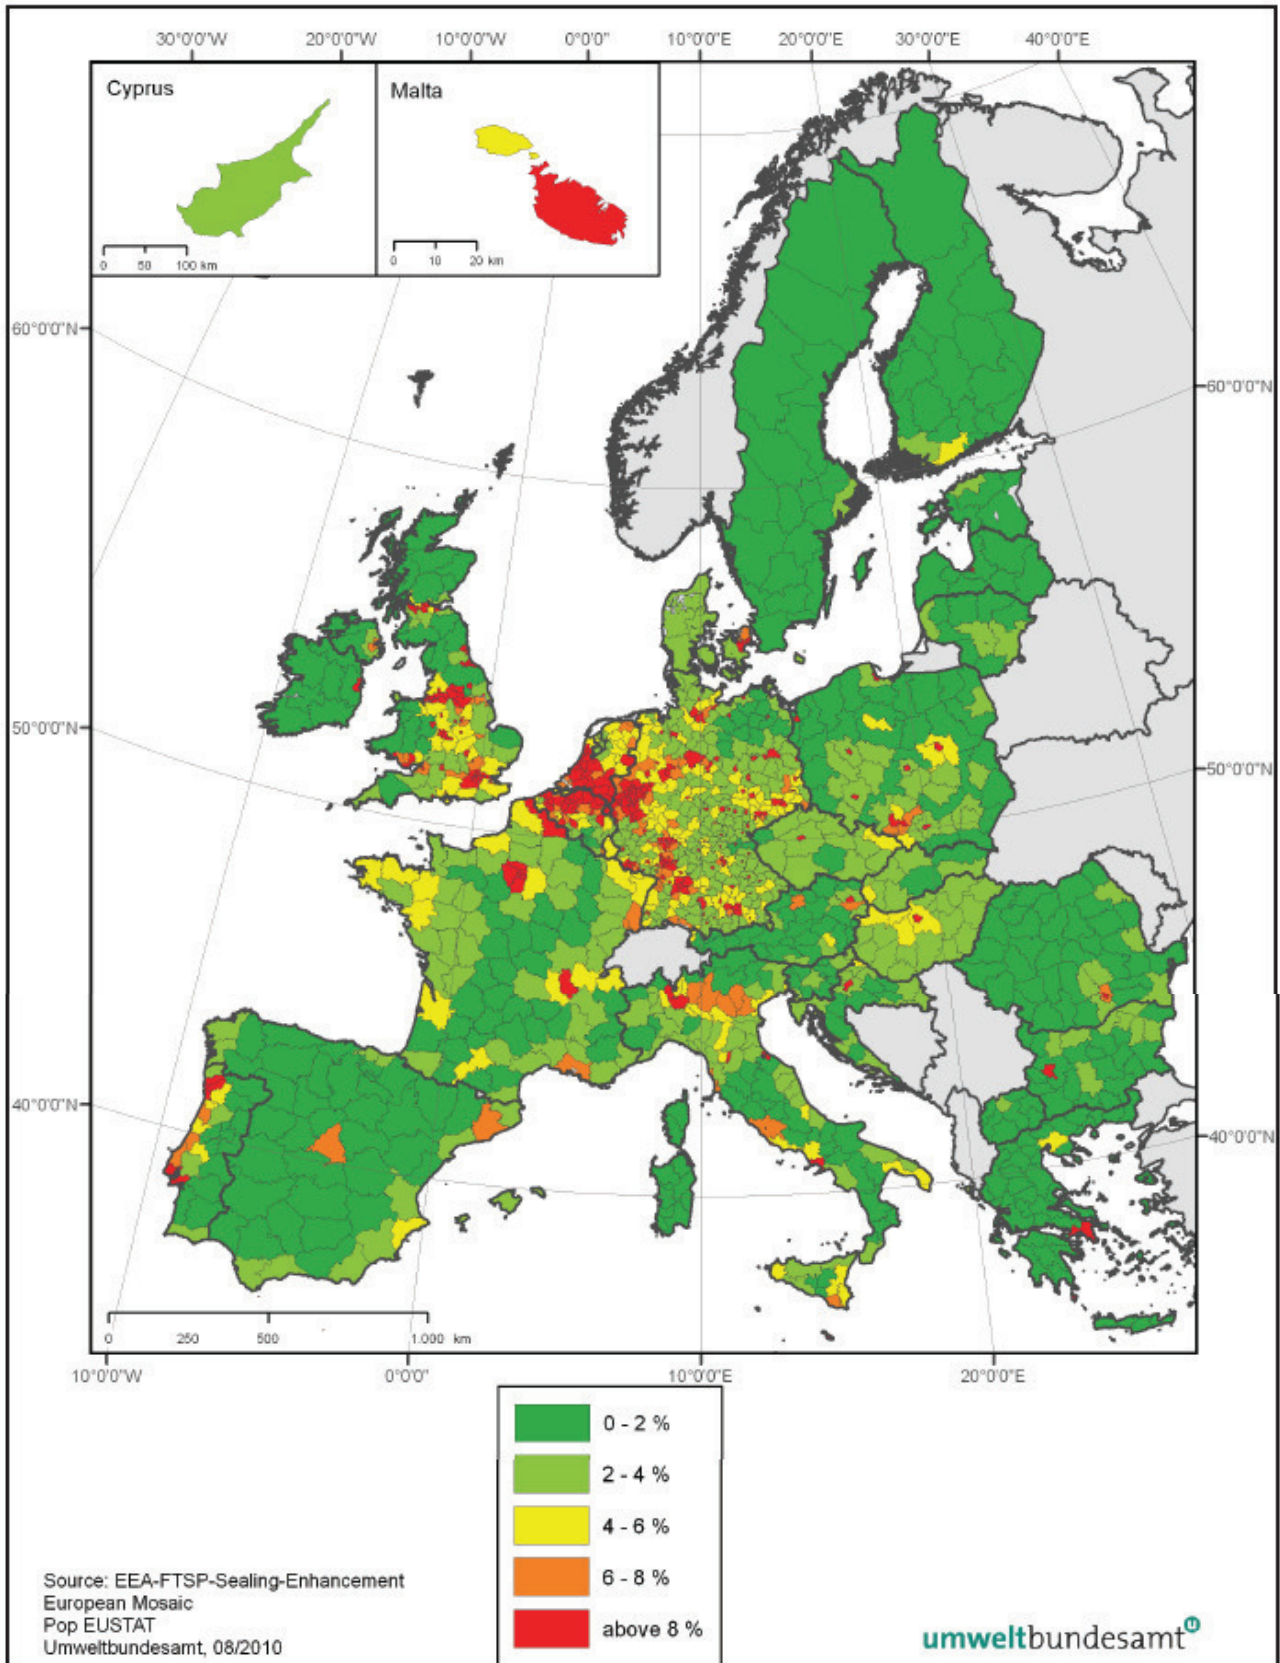 30°0'0"W 20°0'0"W 10°0'0"W 0°0'0" 10°0'0"E 20°0'0"E 30°0'0"E 40°0'0"E
Cyprus
Malta
0 50 100 km
0 10 20 km
60°0'0"N
60°0'0"N
50°0'0"N
50°0'0"N
40°0'0"N
40°0'0"N
0 250 500 1.000 km
10°0'0"W 0°0'0" 10°0'0"E 20°0'0"E
0 - 2 %
2 - 4 %
4 - 6 %
6 - 8 %
above 8 %
Source: EEA-FTSP-Sealing-Enhancement
European Mosaic
Pop EUSTAT
Umweltbundesamt, 08/2010
umweltbundesamt U